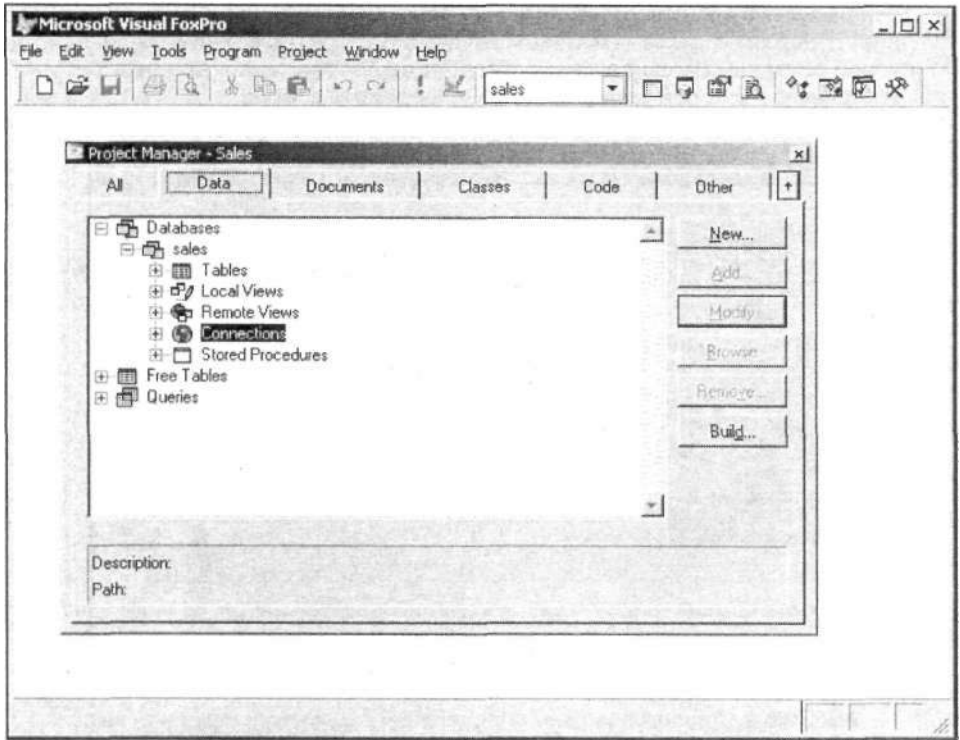 Microsoft Visual FoxPro
File Edit View Tools Program Project Window Help
sales
Project Manager - Sales
All Data Documents Classes Code Other
Databases
sales
Tables
Local Views
Remote Views
Connections
Stored Procedures
Free Tables
Queries
New...
Add...
Modify
Browse
Remove...
Build...
Description:
Path: